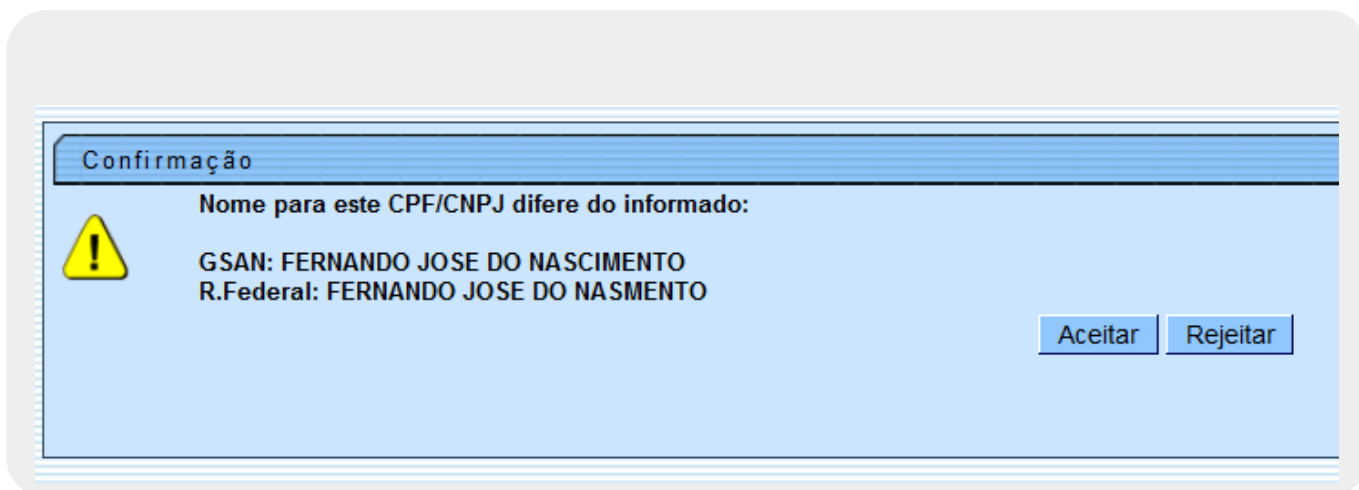 Confirmação
Nome para este CPF/CNPJ difere do informado:
GSAN: FERNANDO JOSE DO NASCIMENTO
R.Federal: FERNANDO JOSE DO NASMENTO
Aceitar Rejeitar